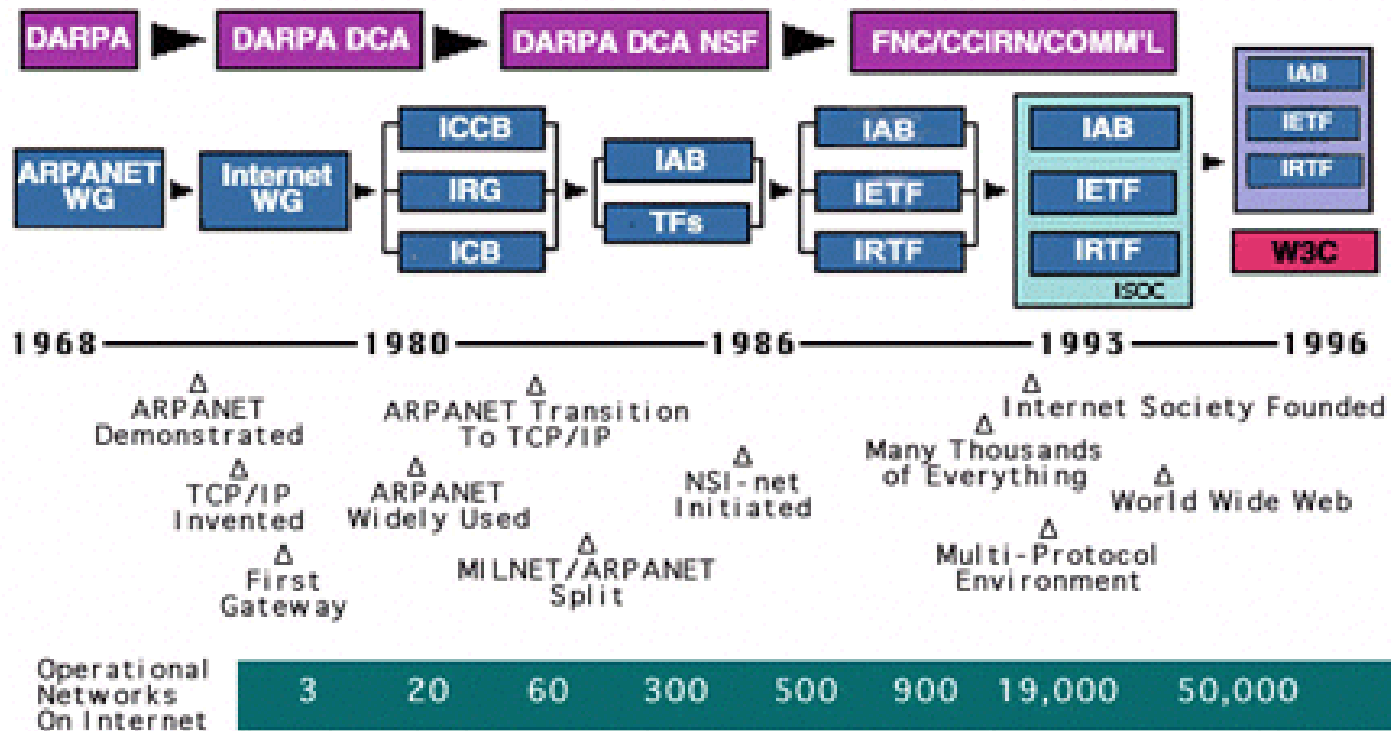 DARPA
DARPA DCA
DARPA DCA NSF
FNC/CCIRN/COMM'L
ARPANET
WG
Internet
WG
ICCB
IRG
ICB
IAB
TFs
IAB
IETF
IRTF
IAB
IETF
IRTF
ISOC
IAB
IETF
IRTF
W3C
1968
1980
1986
1993
1996
Δ
ARPANET
Demonstrated
Δ
TCP/IP
Invented
Δ
First
Gateway
Δ
ARPANET Transition
To TCP/IP
Δ
ARPANET
Widely Used
Δ
MILNET/ARPANET
Split
Δ
NSI-net
Initiated
Δ
Internet Society Founded
Δ
Many Thousands
of Everything
Δ
World Wide Web
Δ
Multi-Protocol
Environment
Operational
Networks
On Internet
3 20 60 300 500 900 19,000 50,000